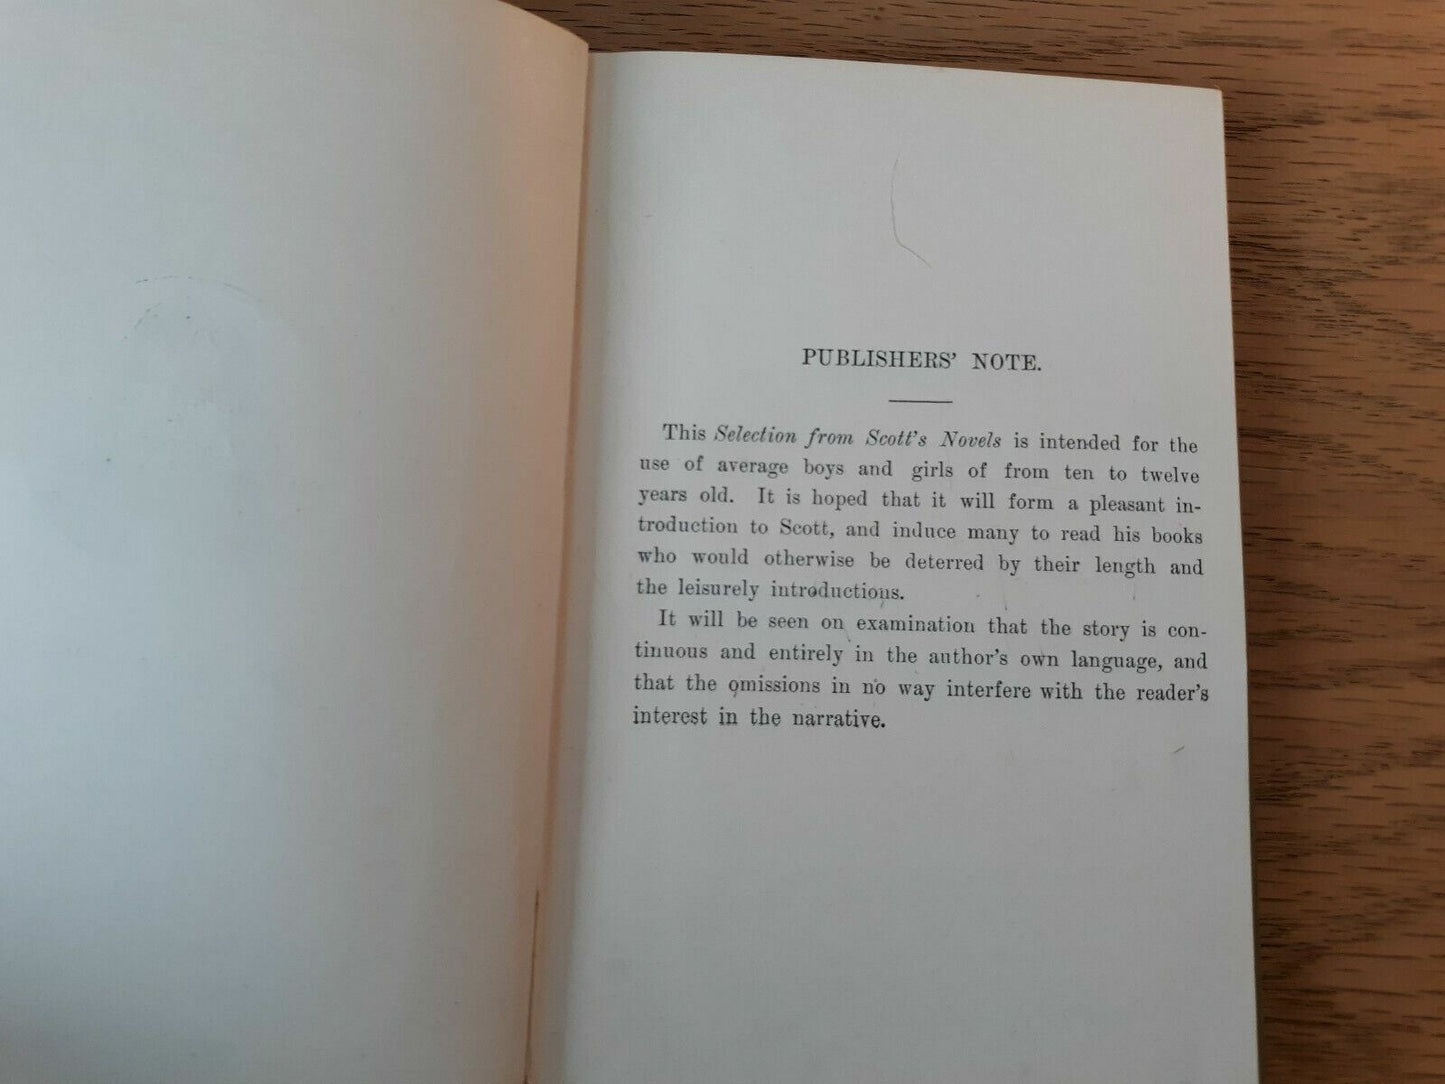 PUBLISHERS' NOTE.
This Selection from Scott's Novels is intended for the
use of average boys and girls of from ten to twelve
years old. It is hoped that it will form a pleasant in-
troduction to Scott, and induce many to read his books
who would otherwise be deterred by their length and
the leisurely introductions.
It will be seen on examination that the story is con-
tinuous and entirely in the author's own language, and
that the omissions in no way interfere with the reader's
interest in the narrative.